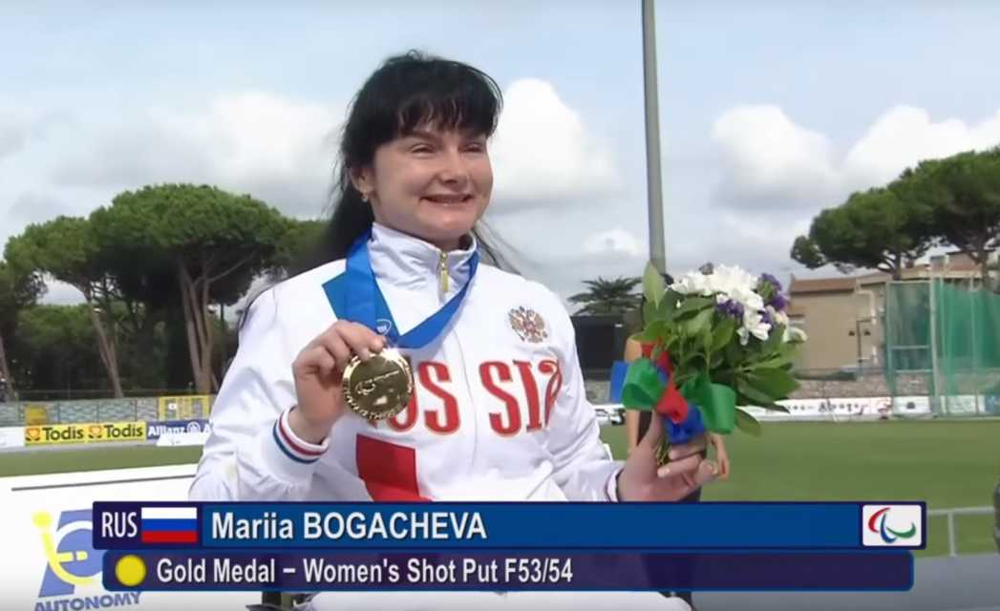 RUSSIA
Todis Todis Allianz
AUTONOMY
RUS Mariia BOGACHEVA
Gold Medal – Women's Shot Put F53/54